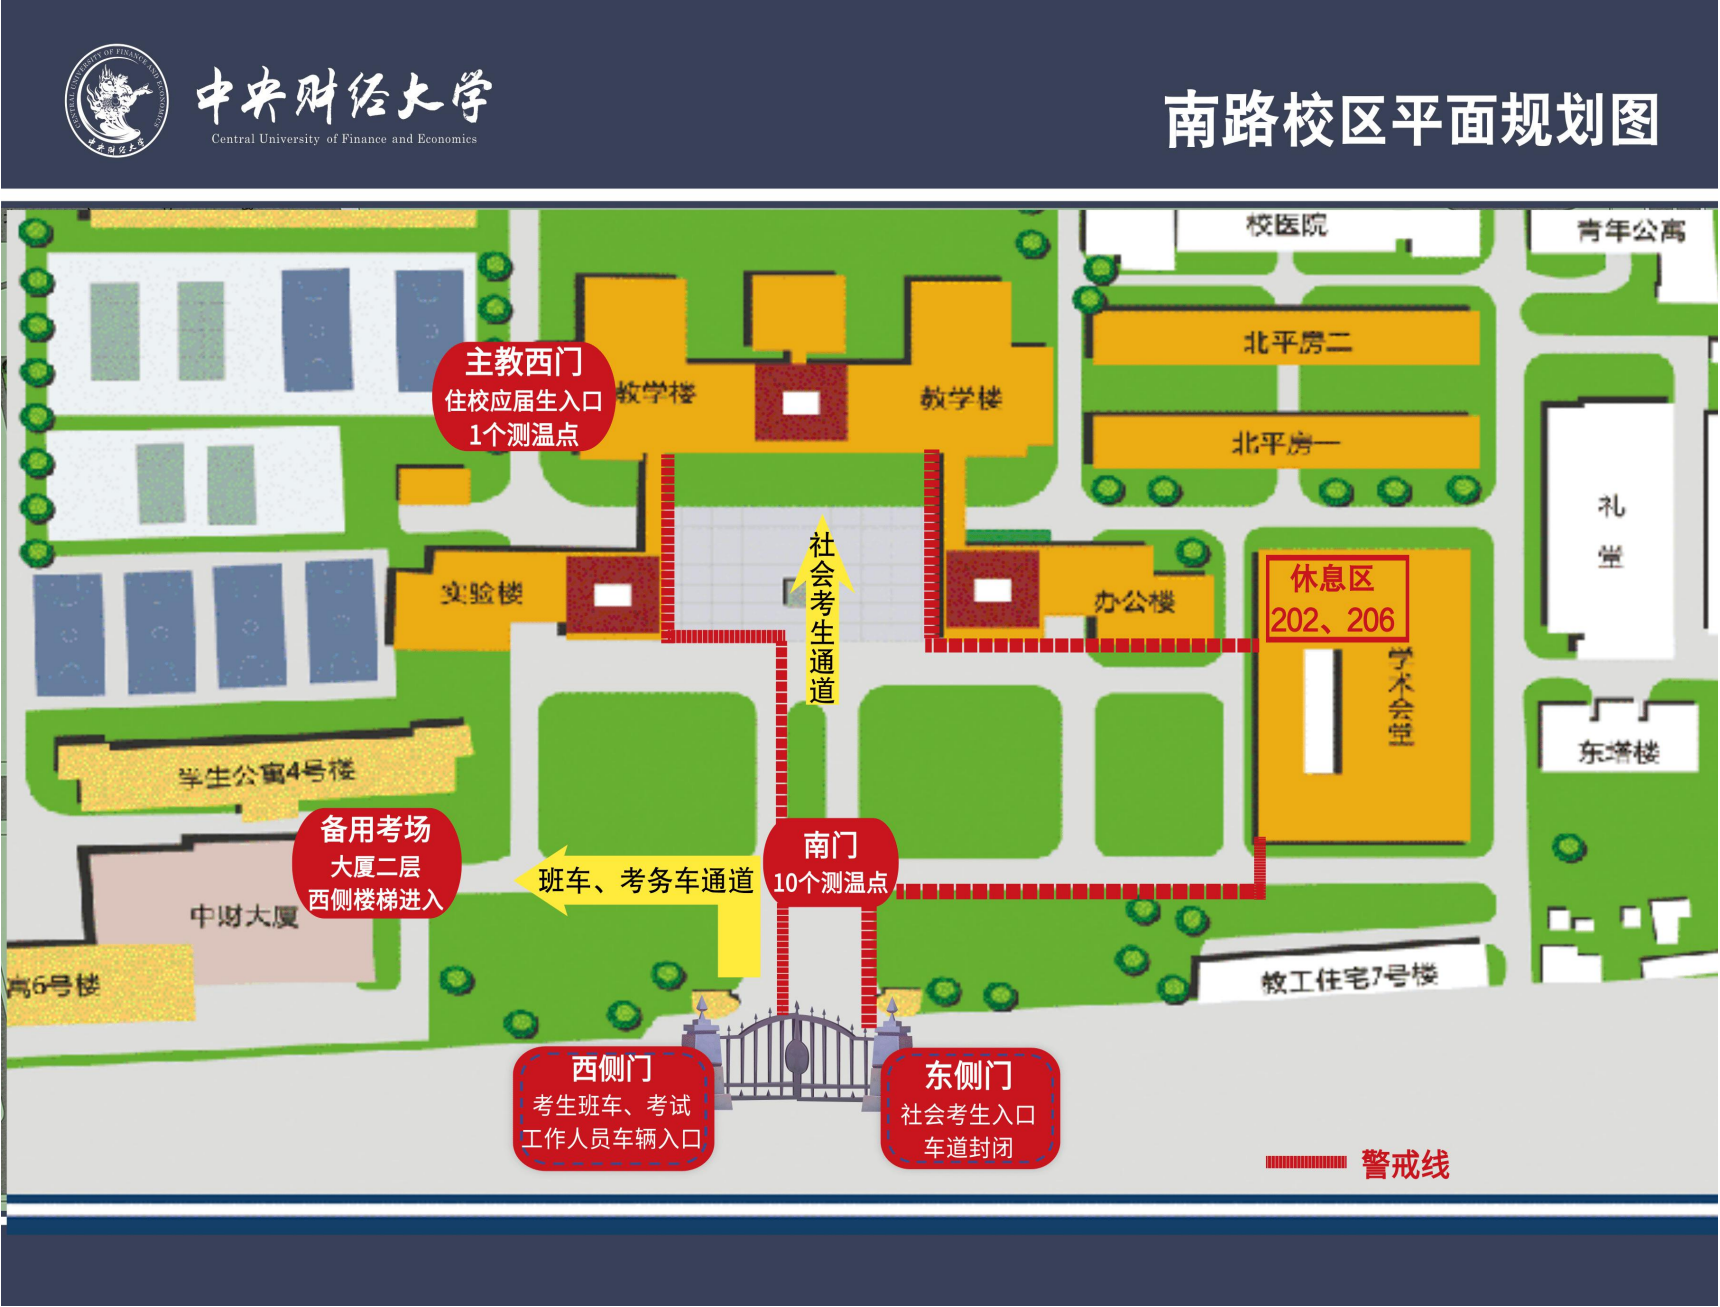 中央财经大学
Central University of Finance and Economics
南路校区平面规划图
校医院
青年公寓
北平房二
主教西门
住校应届生入口
1个测温点
教学楼
教学楼
北平房一
礼堂
社会考生通道
实验楼
办公楼
休息区
202、206
学术会堂
东塔楼
学生公寓4号楼
备用考场
大厦二层
西侧楼梯进入
南门
10个测温点
班车、考务车通道
中财大厦
寓6号楼
教工住宅7号楼
西侧门
考生班车、考试
工作人员车辆入口
东侧门
社会考生入口
车道封闭
警戒线